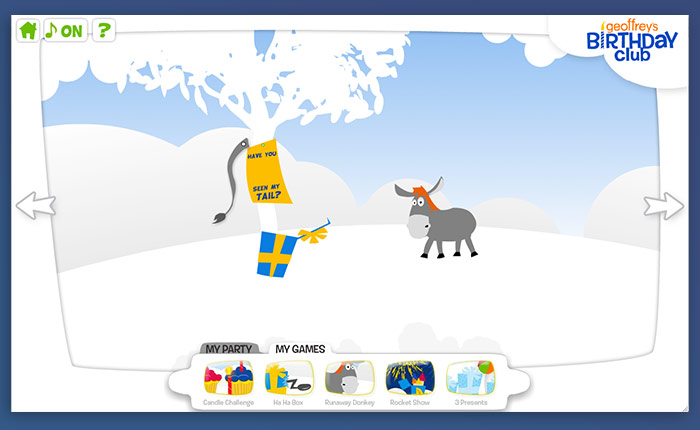 ON
?
geoffrey's
BiRTHDAY
club
HAVE YOU
SEEN MY
TAIL?
MY PARTY
MY GAMES
Candle Challenge
Ha Ha Box
Runaway Donkey
Rocket Show
3 Presents